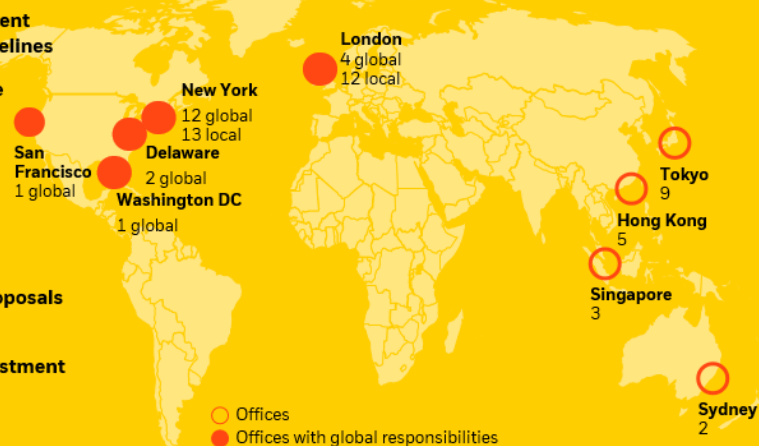 ent
elines
e
London
4 global
12 local
New York
12 global
13 local
San
Francisco
1 global
Delaware
2 global
Washington DC
1 global
Tokyo
9
Hong Kong
5
Singapore
3
oposals
stment
Sydney
2
Offices
Offices with global responsibilities